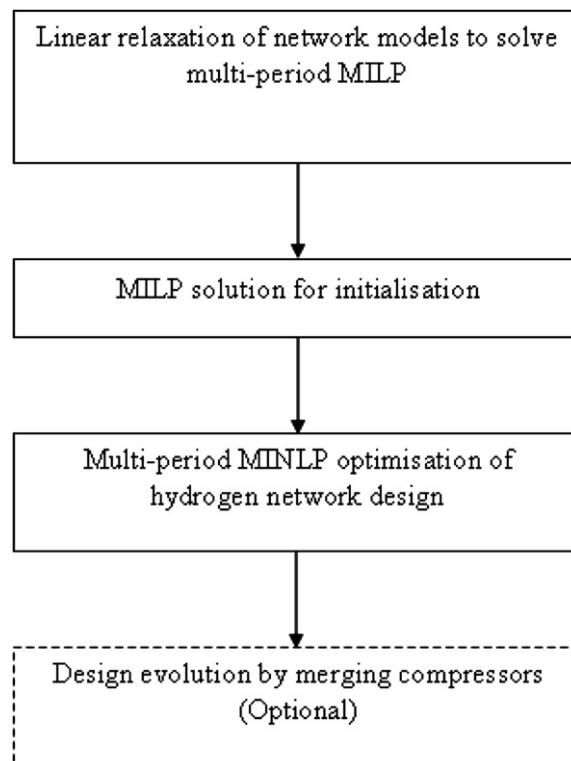 Linear relaxation of network models to solve
multi-period MILP
MILP solution for initialisation
Multi-period MINLP optimisation of
hydrogen network design
Design evolution by merging compressors
(Optional)